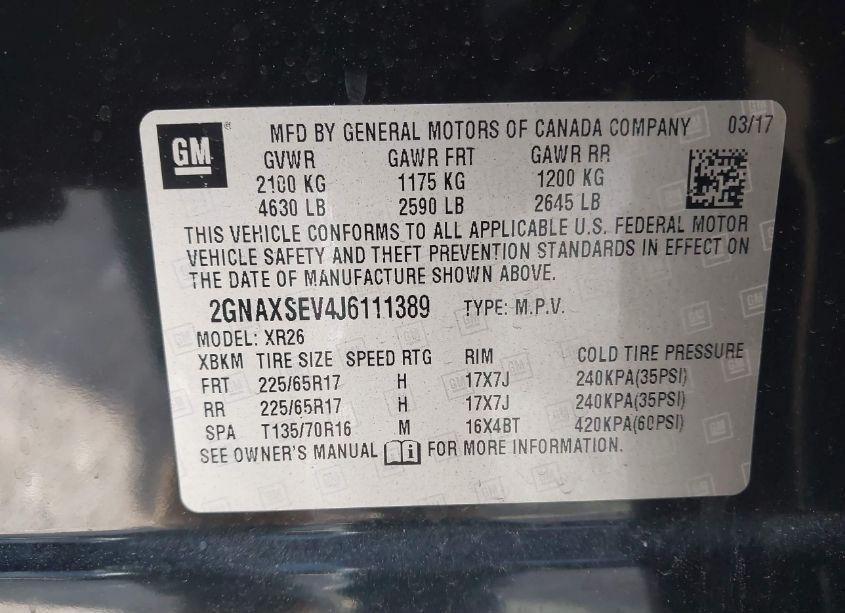 GM
MFD BY GENERAL MOTORS OF CANADA COMPANY 03/17
GVWR GAWR FRT GAWR RR
2100 KG 1175 KG 1200 KG
4630 LB 2590 LB 2645 LB
THIS VEHICLE CONFORMS TO ALL APPLICABLE U.S. FEDERAL MOTOR
VEHICLE SAFETY AND THEFT PREVENTION STANDARDS IN EFFECT ON
THE DATE OF MANUFACTURE SHOWN ABOVE.
2GNAXSEV4J6111389 TYPE: M.P.V.
MODEL: XR26
XBKM TIRE SIZE SPEED RTG RIM COLD TIRE PRESSURE
FRT 225/65R17 H 17X7J 240KPA(35PSI)
RR 225/65R17 H 17X7J 240KPA(35PSI)
SPA T135/70R16 M 16X4BT 420KPA(60PSI)
SEE OWNER'S MANUAL FOR MORE INFORMATION.